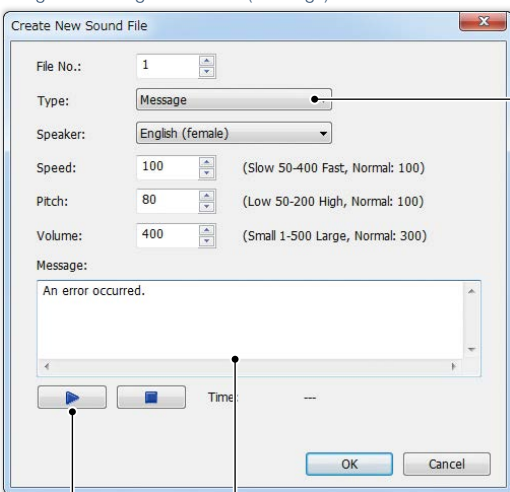 Create New Sound File
File No.: 1
Type: Message
Speaker: English (female)
Speed: 100 (Slow 50-400 Fast, Normal: 100)
Pitch: 80 (Low 50-200 High, Normal: 100)
Volume: 400 (Small 1-500 Large, Normal: 300)
Message:
An error occurred.
Time: ---
OK Cancel